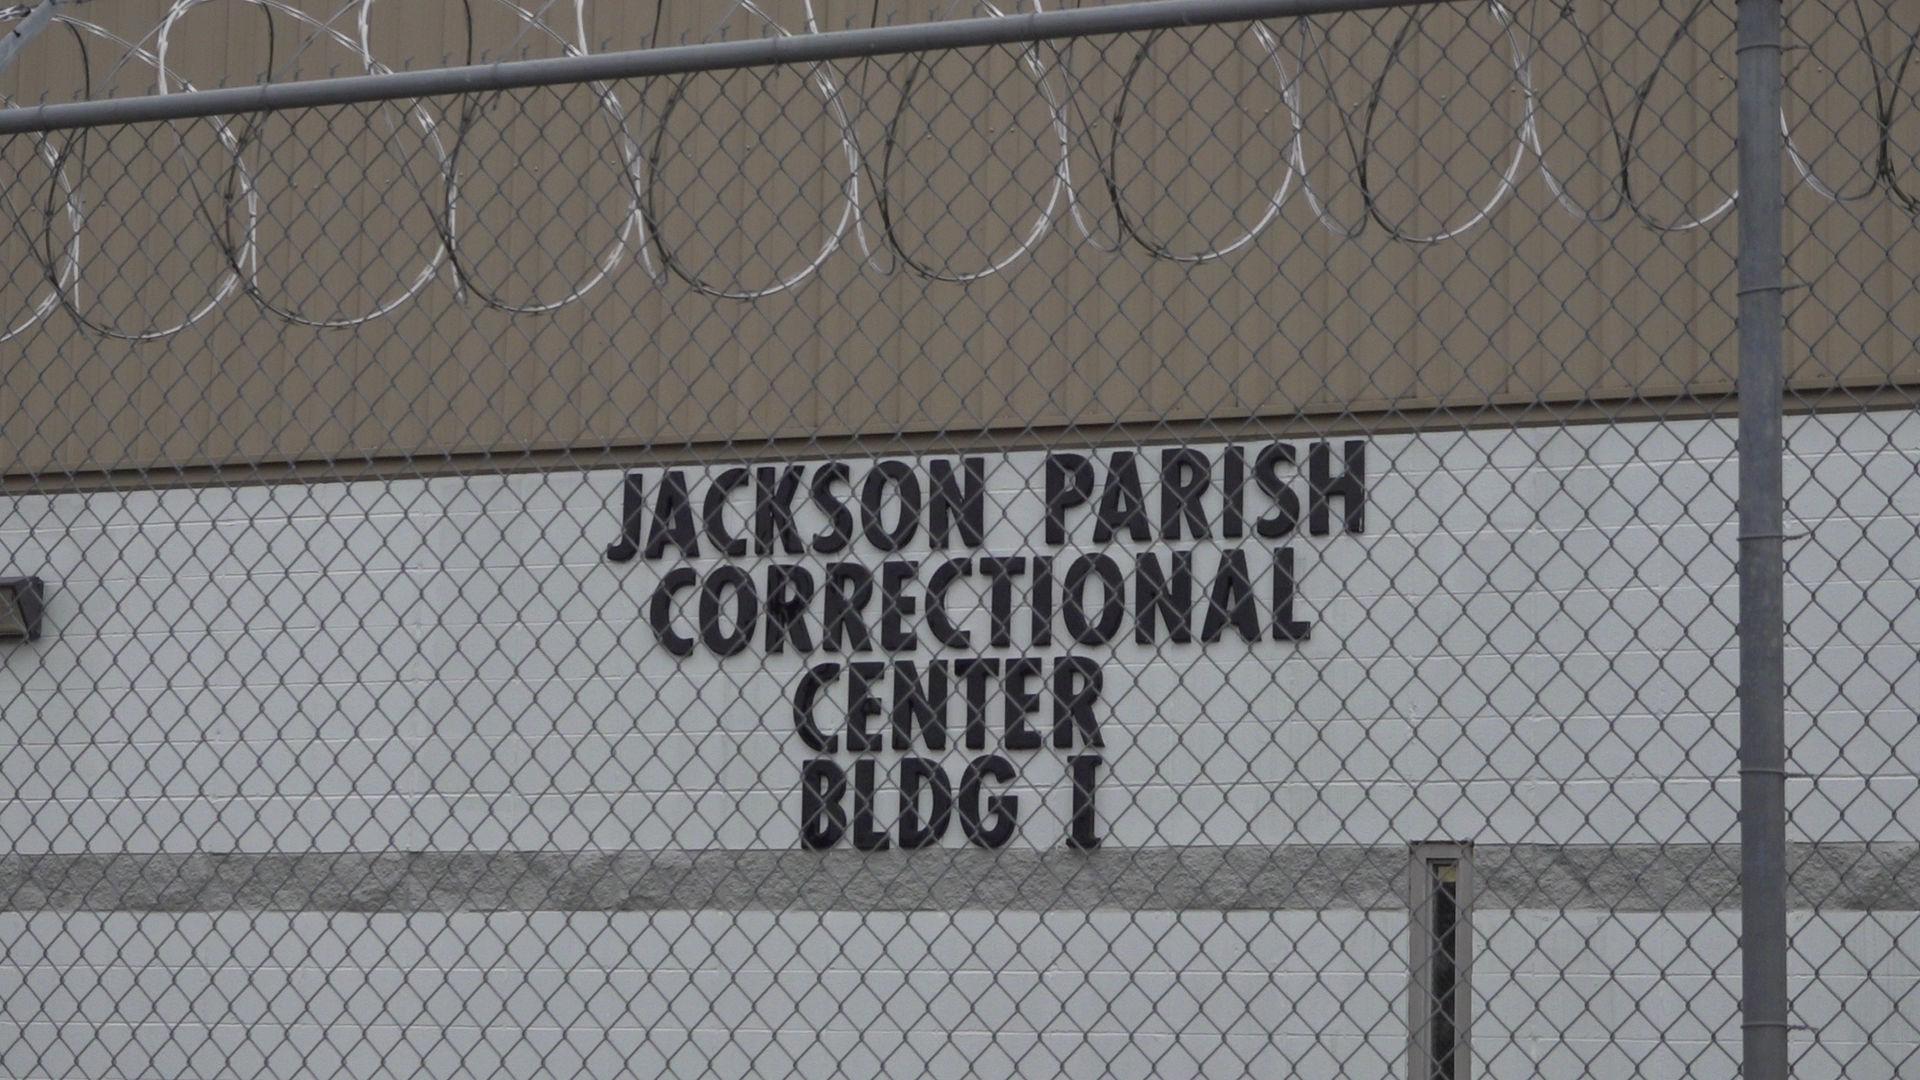 JACKSON PARISH
CORRECTIONAL
CENTER
BLDG I